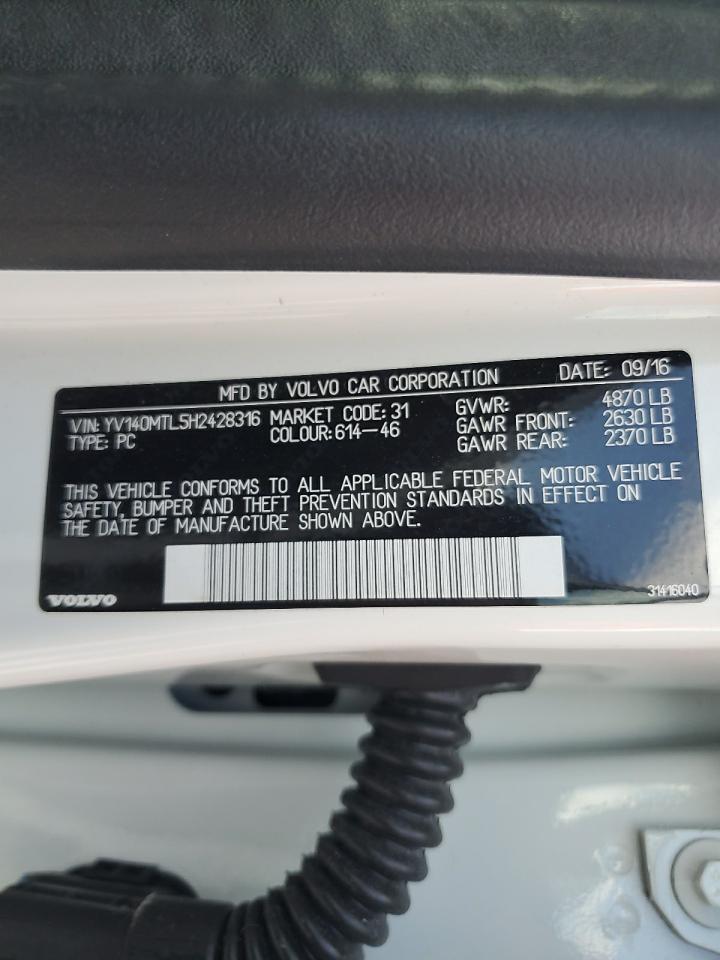 MFD BY VOLVO CAR CORPORATION DATE: 09/16
VIN: YV140MTL5H2428316 MARKET CODE: 31 GVWR: 4870 LB
TYPE: PC COLOUR: 614-46 GAWR FRONT: 2630 LB
GAWR REAR: 2370 LB
THIS VEHICLE CONFORMS TO ALL APPLICABLE FEDERAL MOTOR VEHICLE
SAFETY, BUMPER AND THEFT PREVENTION STANDARDS IN EFFECT ON
THE DATE OF MANUFACTURE SHOWN ABOVE.
VOLVO 31416040